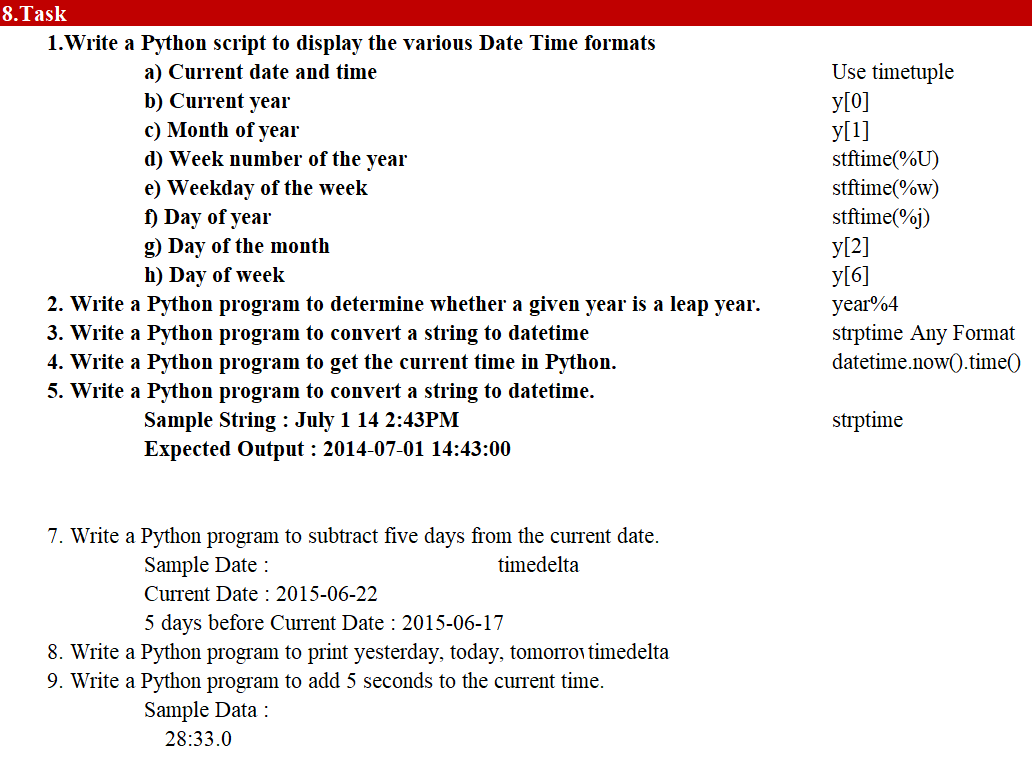 8.Task
1.Write a Python script to display the various Date Time formats
a) Current date and time Use timetuple
b) Current year y[0]
c) Month of year y[1]
d) Week number of the year stftime(%U)
e) Weekday of the week stftime(%w)
f) Day of year stftime(%j)
g) Day of the month y[2]
h) Day of week y[6]
2. Write a Python program to determine whether a given year is a leap year. year%4
3. Write a Python program to convert a string to datetime strptime Any Format
4. Write a Python program to get the current time in Python. datetime.now().time()
5. Write a Python program to convert a string to datetime.
Sample String : July 1 14 2:43PM strptime
Expected Output : 2014-07-01 14:43:00
7. Write a Python program to subtract five days from the current date.
Sample Date : timedelta
Current Date : 2015-06-22
5 days before Current Date : 2015-06-17
8. Write a Python program to print yesterday, today, tomorrow timedelta
9. Write a Python program to add 5 seconds to the current time.
Sample Data :
28:33.0